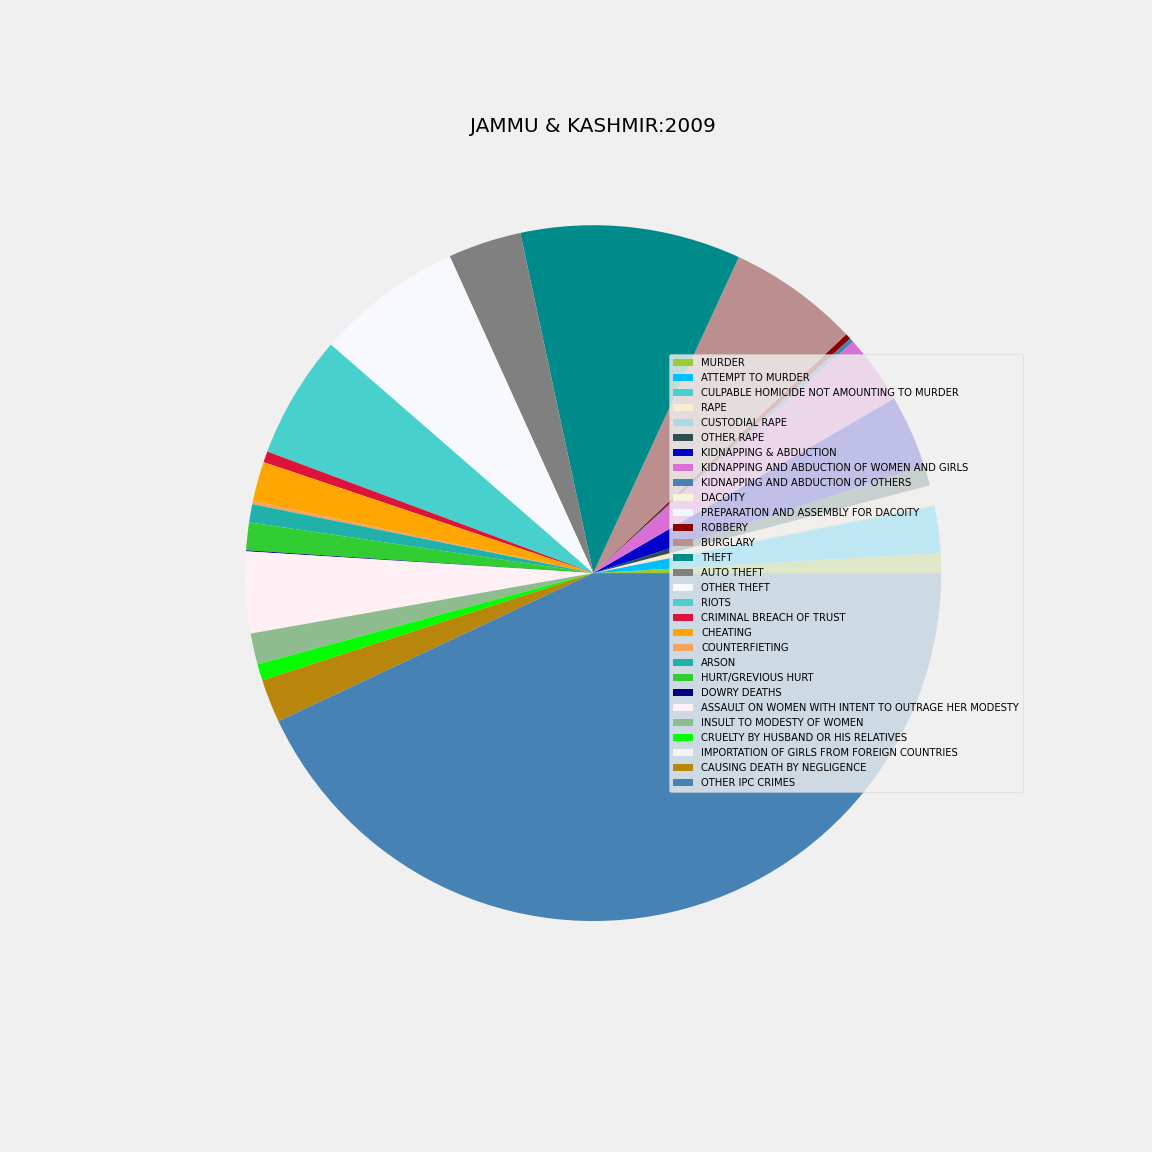 JAMMU & KASHMIR:2009
MURDER
ATTEMPT TO MURDER
CULPABLE HOMICIDE NOT AMOUNTING TO MURDER
RAPE
CUSTODIAL RAPE
OTHER RAPE
KIDNAPPING & ABDUCTION
KIDNAPPING AND ABDUCTION OF WOMEN AND GIRLS
KIDNAPPING AND ABDUCTION OF OTHERS
DACOITY
PREPARATION AND ASSEMBLY FOR DACOITY
ROBBERY
BURGLARY
THEFT
AUTO THEFT
OTHER THEFT
RIOTS
CRIMINAL BREACH OF TRUST
CHEATING
COUNTERFIETING
ARSON
HURT/GREVIOUS HURT
DOWRY DEATHS
ASSAULT ON WOMEN WITH INTENT TO OUTRAGE HER MODESTY
INSULT TO MODESTY OF WOMEN
CRUELTY BY HUSBAND OR HIS RELATIVES
IMPORTATION OF GIRLS FROM FOREIGN COUNTRIES
CAUSING DEATH BY NEGLIGENCE
OTHER IPC CRIMES